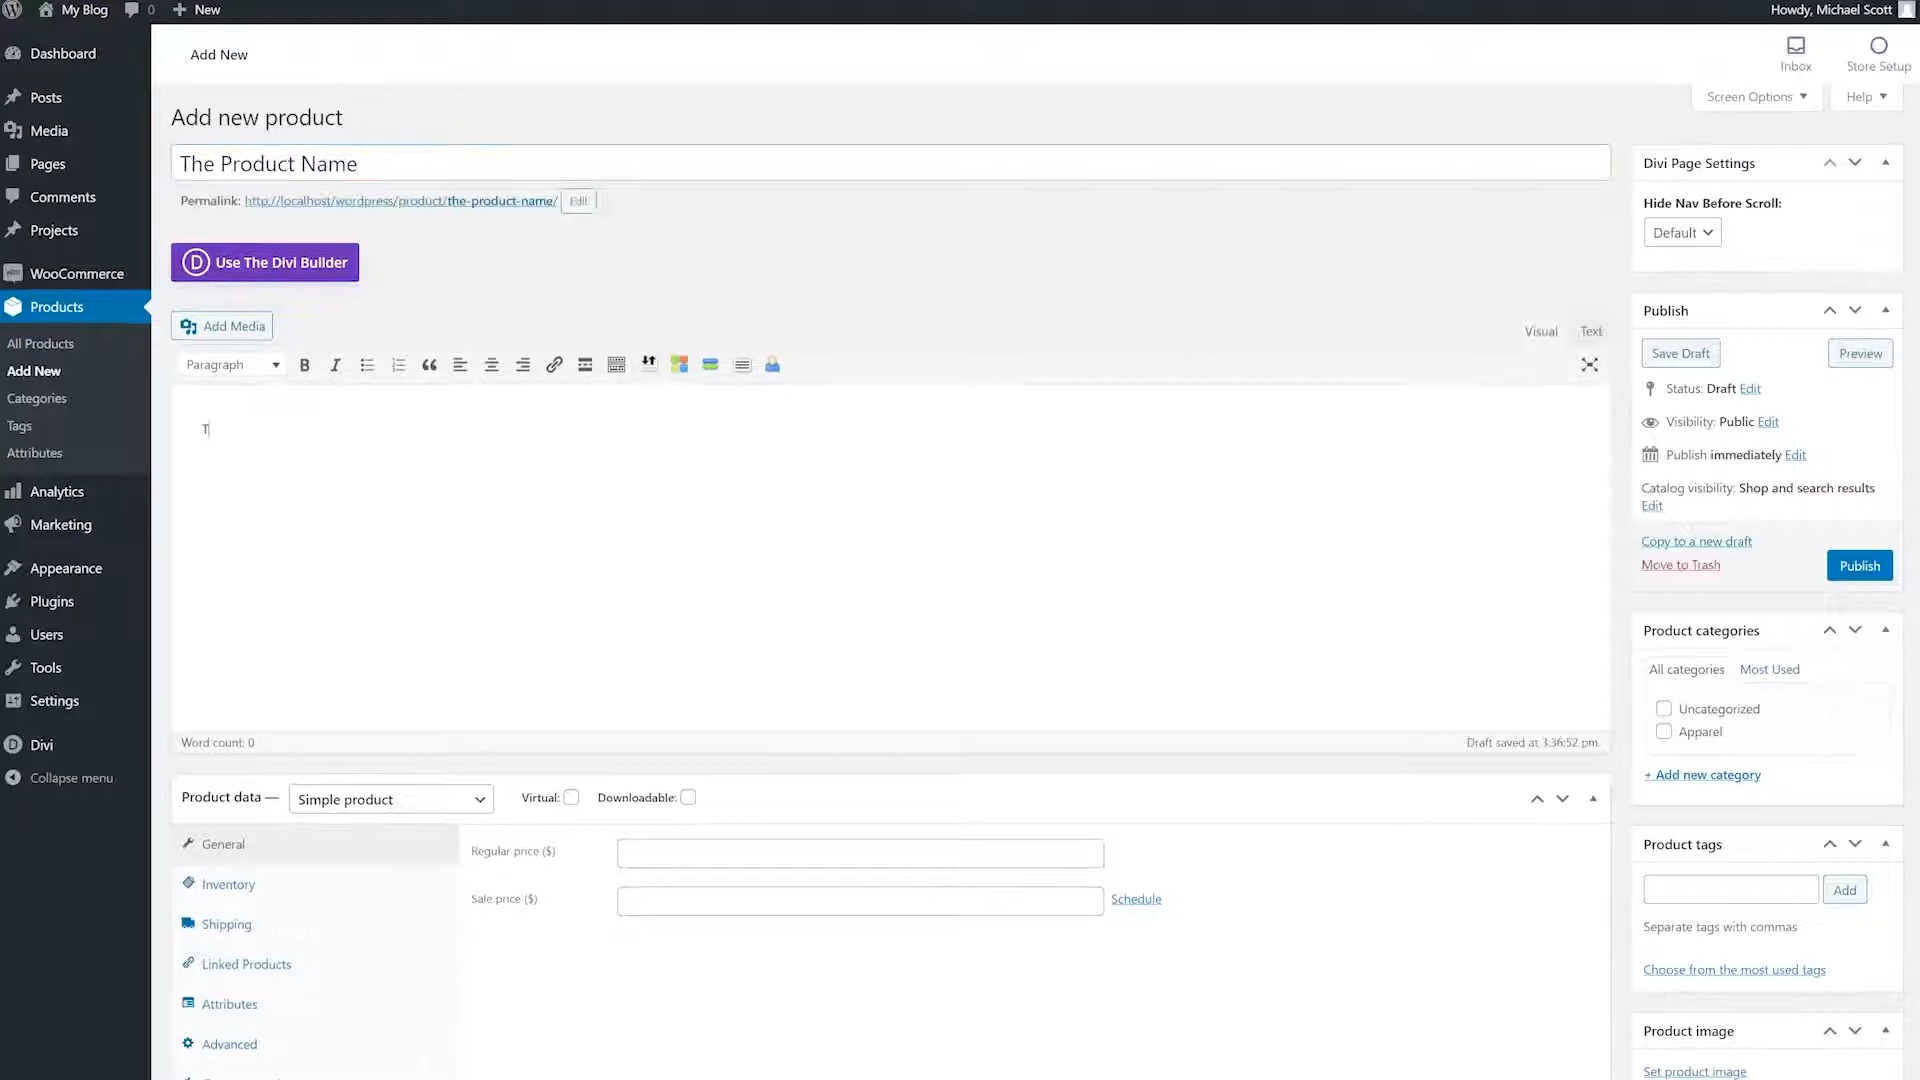 My Blog 0 New Howdy, Michael Scott
Dashboard
Posts
Media
Pages
Comments
Projects
WooCommerce
Products
All Products
Add New
Categories
Tags
Attributes
Analytics
Marketing
Appearance
Plugins
Users
Tools
Settings
Divi
Collapse menu
Add New
Inbox
Store Setup
Screen Options
Help
Add new product
The Product Name
Permalink: http://localhost/wordpress/product/the-product-name/ Edit
D Use The Divi Builder
Add Media
Visual Text
Paragraph
T
Word count: 0
Draft saved at 3:36:52 pm.
Product data — Simple product Virtual: Downloadable:
General
Inventory
Shipping
Linked Products
Attributes
Advanced
Regular price ($)
Sale price ($) Schedule
Divi Page Settings
Hide Nav Before Scroll:
Default
Publish
Save Draft Preview
Status: Draft Edit
Visibility: Public Edit
Publish immediately Edit
Catalog visibility: Shop and search results
Edit
Copy to a new draft
Move to Trash
Publish
Product categories
All categories Most Used
Uncategorized
Apparel
+ Add new category
Product tags
Add
Separate tags with commas
Choose from the most used tags
Product image
Set product image